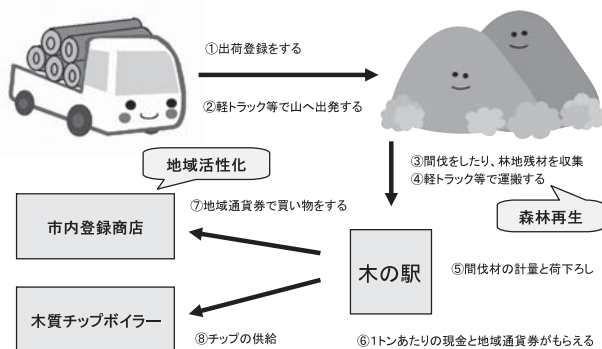 ①出荷登録をする
②軽トラック等で山へ出発する
③間伐をしたり、林地残材を収集
④軽トラック等で運搬する
地域活性化
森林再生
⑦地域通貨券で買い物をする
市内登録商店
木の駅
⑤間伐材の計量と荷下ろし
木質チップボイラー
⑧チップの供給
⑥1トンあたりの現金と地域通貨券がもらえる